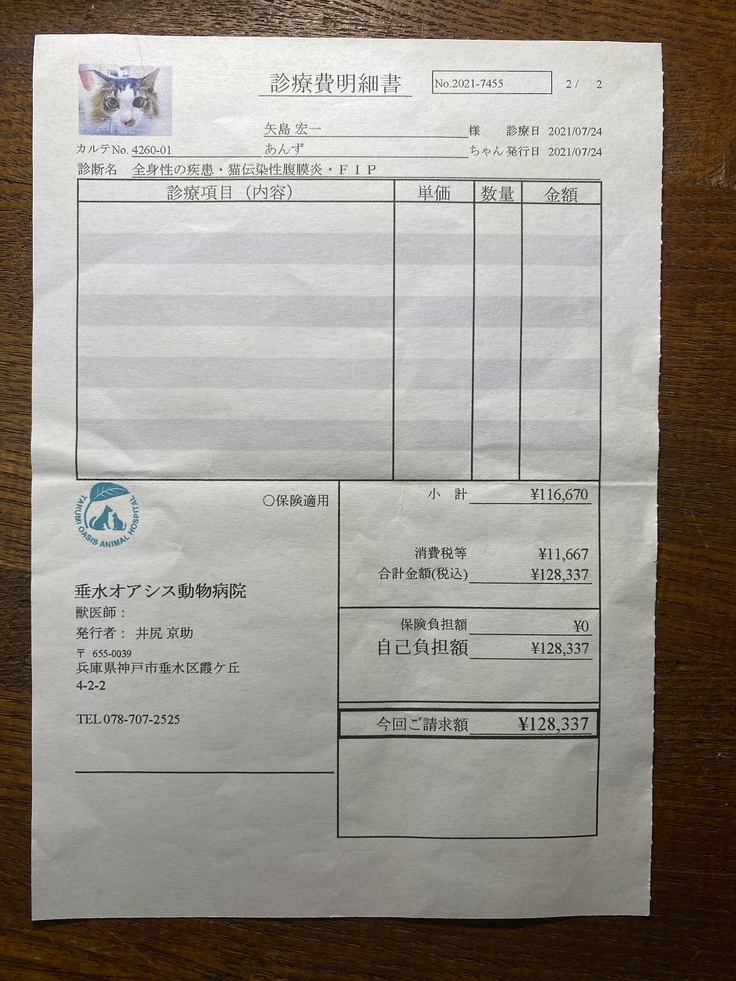 診療費明細書
No.2021-7455
2 / 2
矢島 宏一 様 診療日 2021/07/24
カルテNo. 4260-01 あんず ちゃん 発行日 2021/07/24
診断名 全身性の疾患・猫伝染性腹膜炎・FIP
診療項目（内容） 単価 数量 金額
TARUMI OASIS ANIMAL HOSPITAL
○保険適用
小 計 ¥116,670
消費税等 ¥11,667
合計金額(税込) ¥128,337
垂水オアシス動物病院
獣医師：
発行者： 井尻 京助
〒 655-0039
兵庫県神戸市垂水区霞ケ丘
4-2-2
TEL 078-707-2525
保険負担額 ¥0
自己負担額 ¥128,337
今回ご請求額 ¥128,337